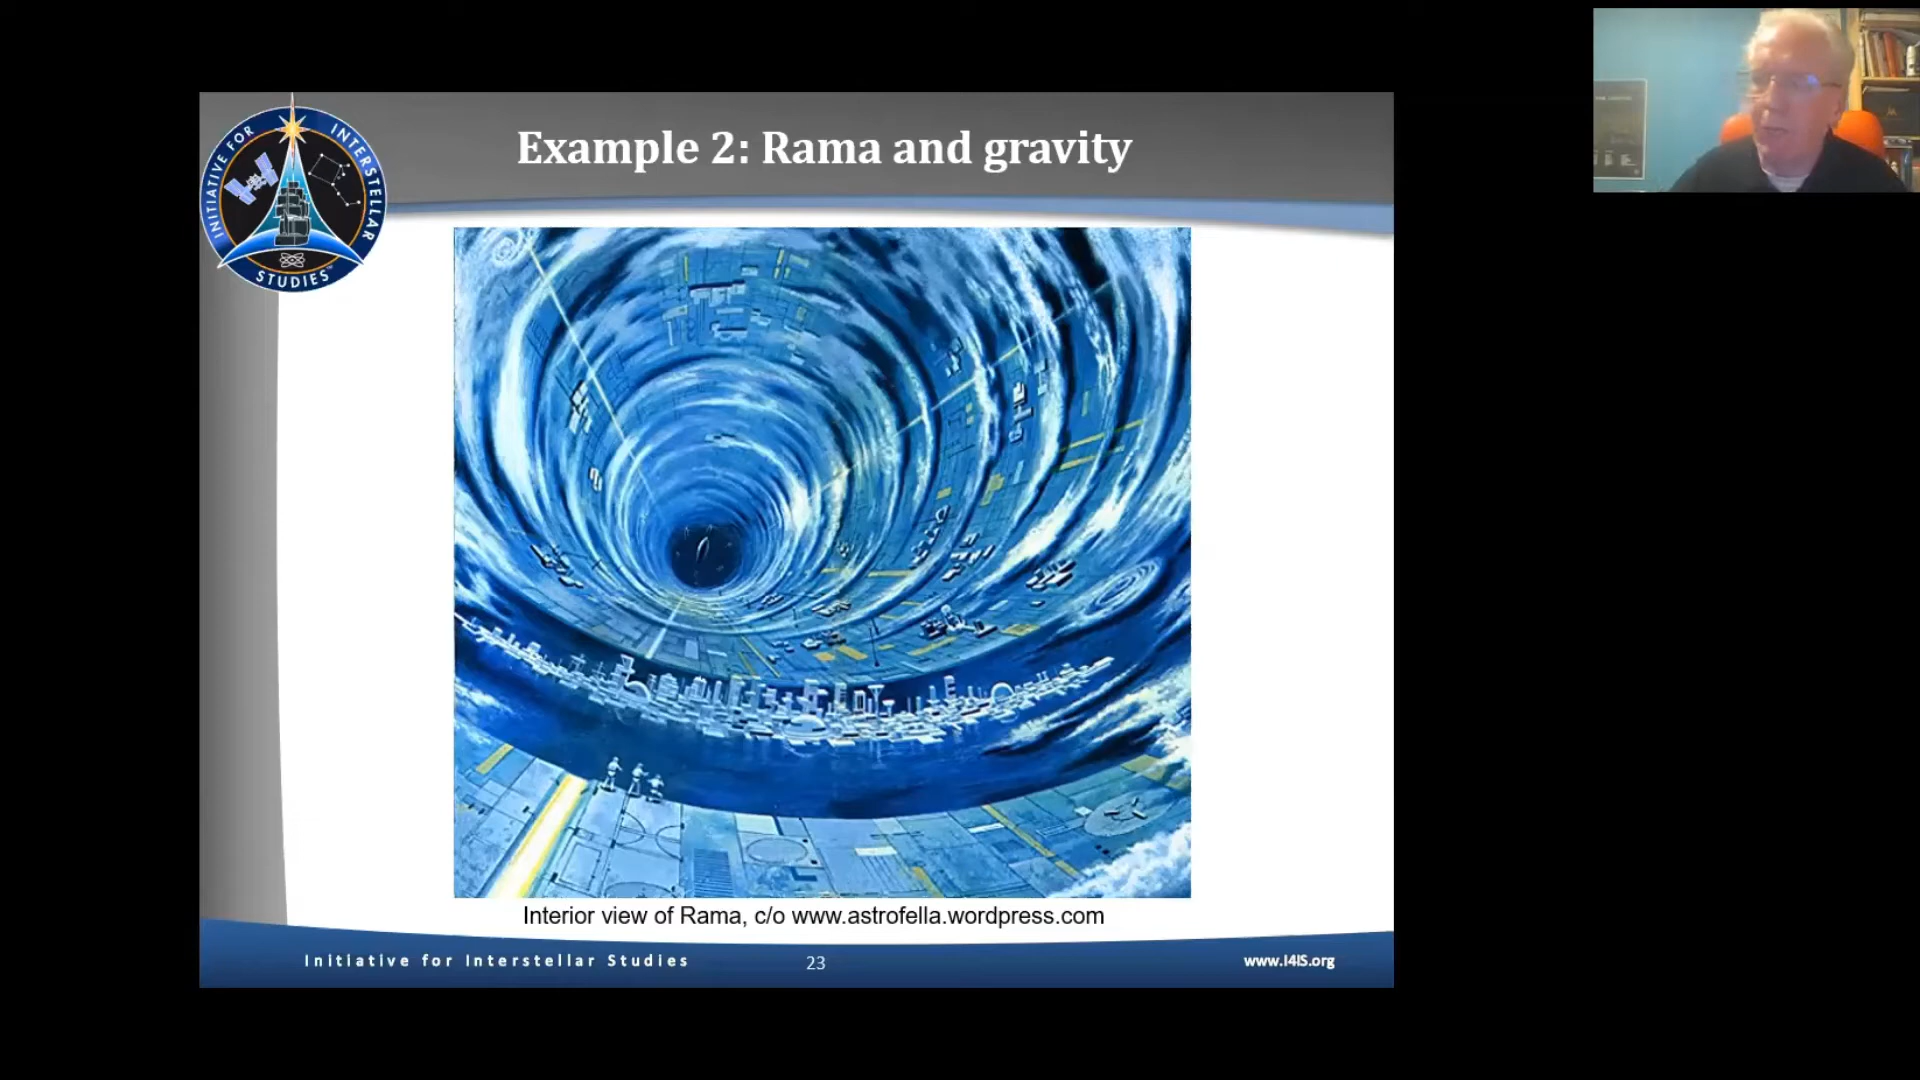 INITIATIVE FOR INTERSTELLAR STUDIES™
Example 2: Rama and gravity
Interior view of Rama, c/o www.astrofella.wordpress.com
Initiative for Interstellar Studies
23
www.I4IS.org